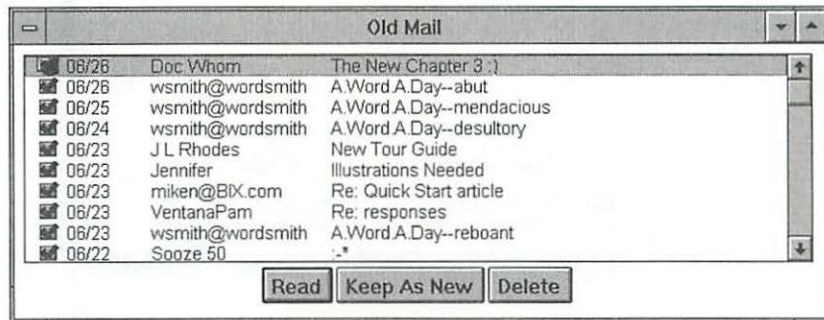 Old Mail
06/26 Doc Whom The New Chapter 3 :)
06/26 wsmith@wordsmith A.Word.A.Day--abut
06/25 wsmith@wordsmith A.Word.A.Day--mendacious
06/24 wsmith@wordsmith A.Word.A.Day--desultory
06/23 J L Rhodes New Tour Guide
06/23 Jennifer Illustrations Needed
06/23 miken@BIX.com Re: Quick Start article
06/23 VentanaPam Re: responses
06/23 wsmith@wordsmith A.Word.A.Day--reboant
06/22 Sooze 50 :-*
Read Keep As New Delete